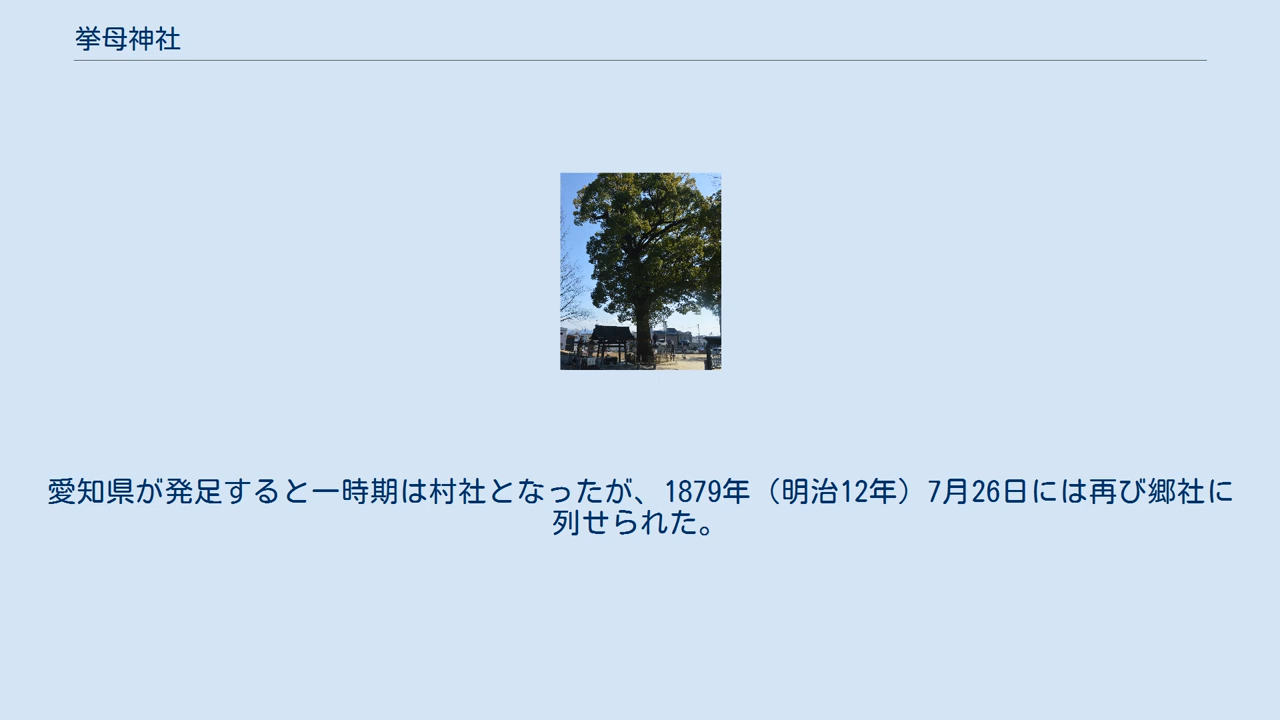 挙母神社
愛知県が発足すると一時期は村社となったが、1879年（明治12年）7月26日には再び郷社に
列せられた。